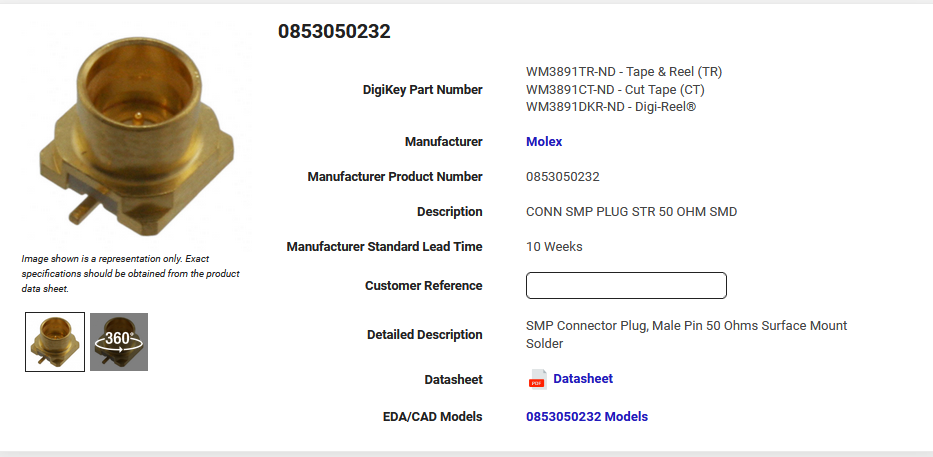 0853050232
DigiKey Part Number
WM3891TR-ND - Tape & Reel (TR)
WM3891CT-ND - Cut Tape (CT)
WM3891DKR-ND - Digi-Reel®
Manufacturer
Molex
Manufacturer Product Number
0853050232
Description
CONN SMP PLUG STR 50 OHM SMD
Manufacturer Standard Lead Time
10 Weeks
Customer Reference
Detailed Description
SMP Connector Plug, Male Pin 50 Ohms Surface Mount
Solder
Datasheet
PDF
Datasheet
EDA/CAD Models
0853050232 Models
Image shown is a representation only. Exact
specifications should be obtained from the product
data sheet.
360°